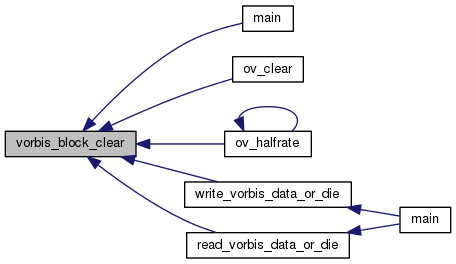 main
ov_clear
vorbis_block_clear
ov_halfrate
write_vorbis_data_or_die
main
read_vorbis_data_or_die